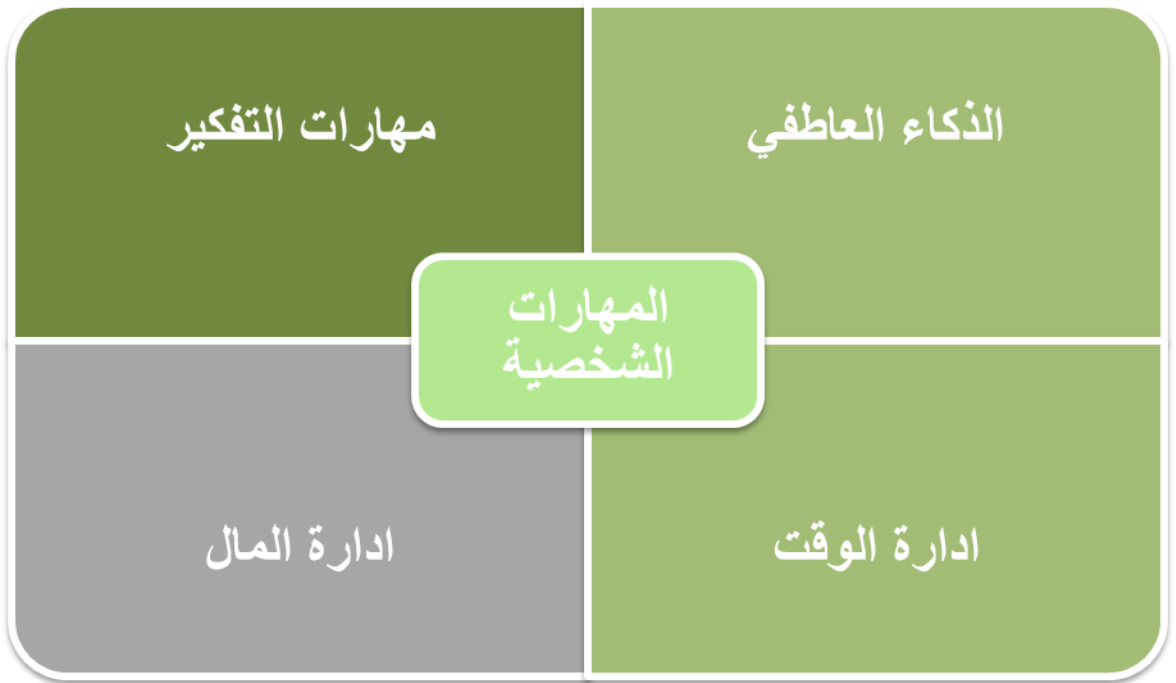 الذكاء العاطفي
مهارات التفكير
المهارات
الشخصية
ادارة الوقت
ادارة المال